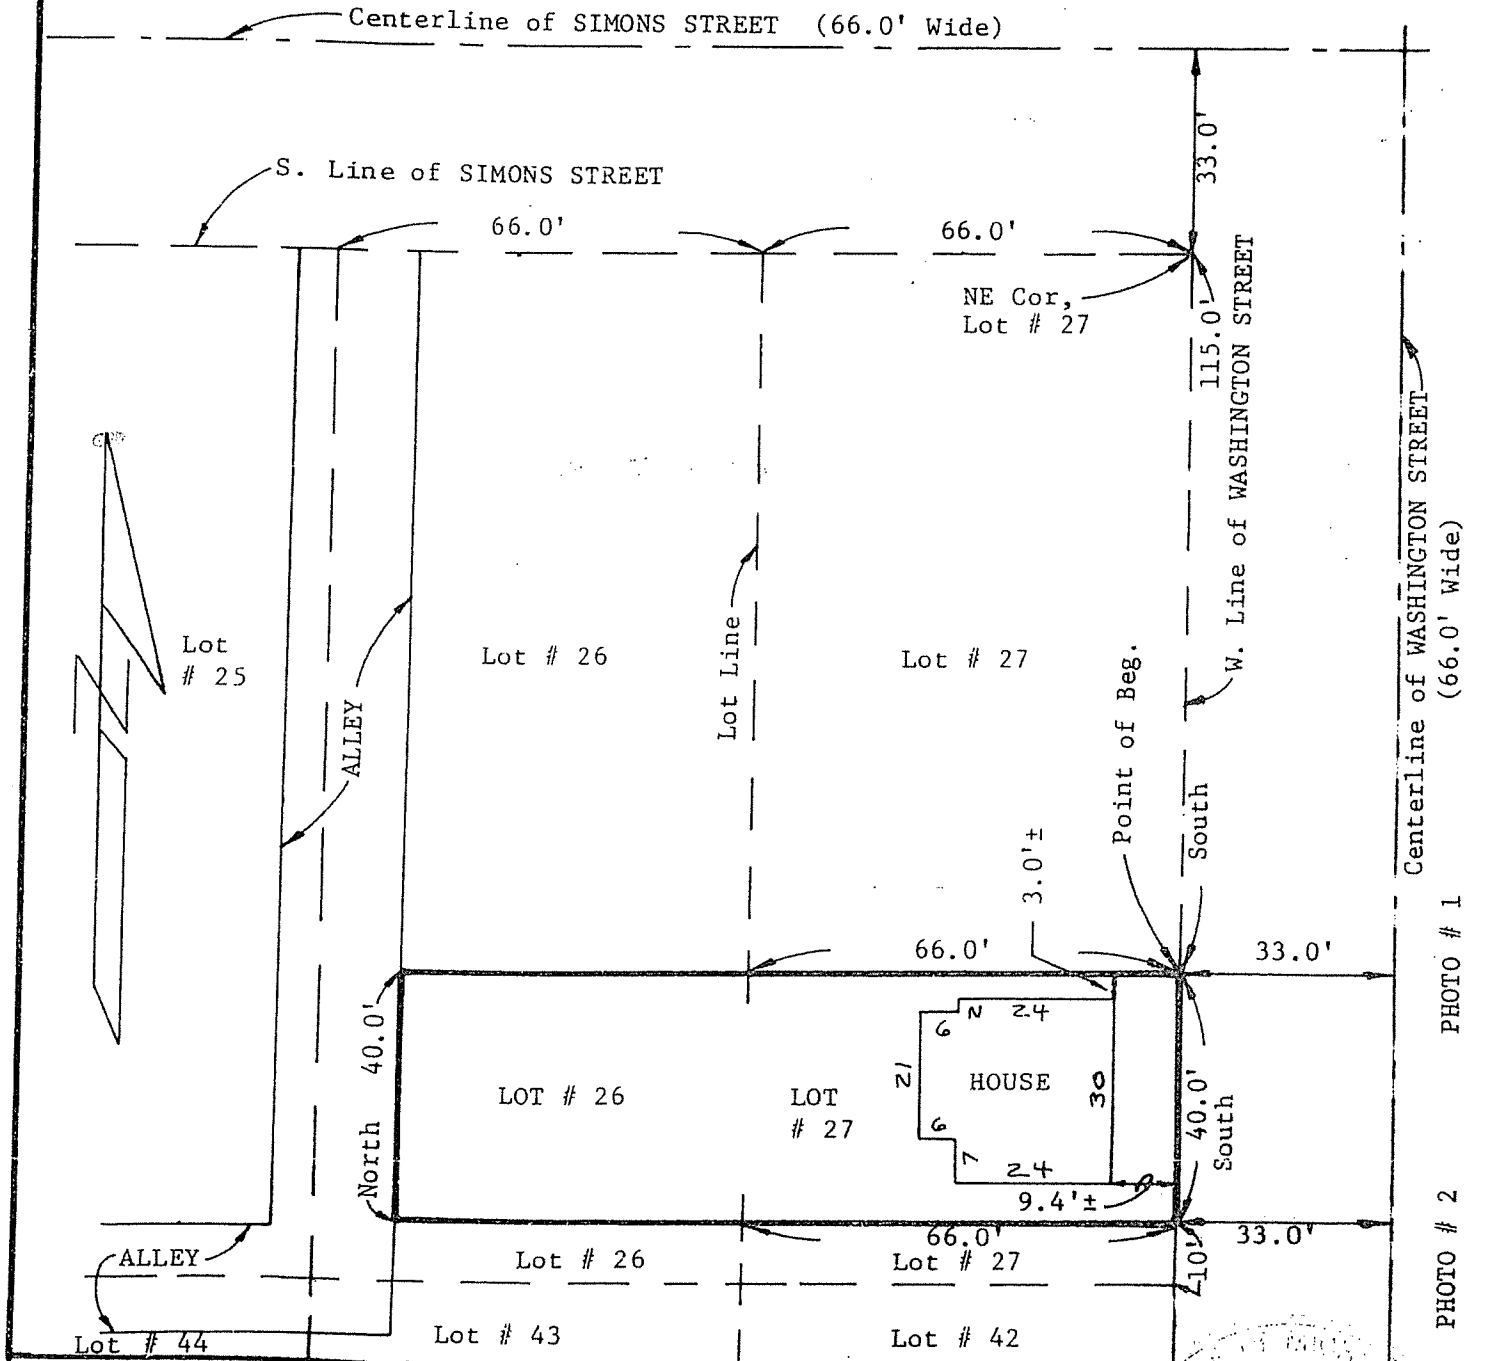 Centerline of SIMONS STREET (66.0' Wide)
33.0'
S. Line of SIMONS STREET
66.0'
66.0'
NE Cor,
Lot # 27
115.0'
W. Line of WASHINGTON STREET
Centerline of WASHINGTON STREET
(66.0' Wide)
N
Lot
# 25
ALLEY
Lot # 26
Lot Line
Lot # 27
Point of Beg.
South
3.0'±
66.0'
33.0'
PHOTO # 1
40.0'
North
LOT # 26
LOT
# 27
N 24
6
21
HOUSE
30
6
7
24
9.4'±
40.0'
South
66.0'
33.0'
10'
PHOTO # 2
ALLEY
Lot # 26
Lot # 27
Lot # 44
Lot # 43
Lot # 42